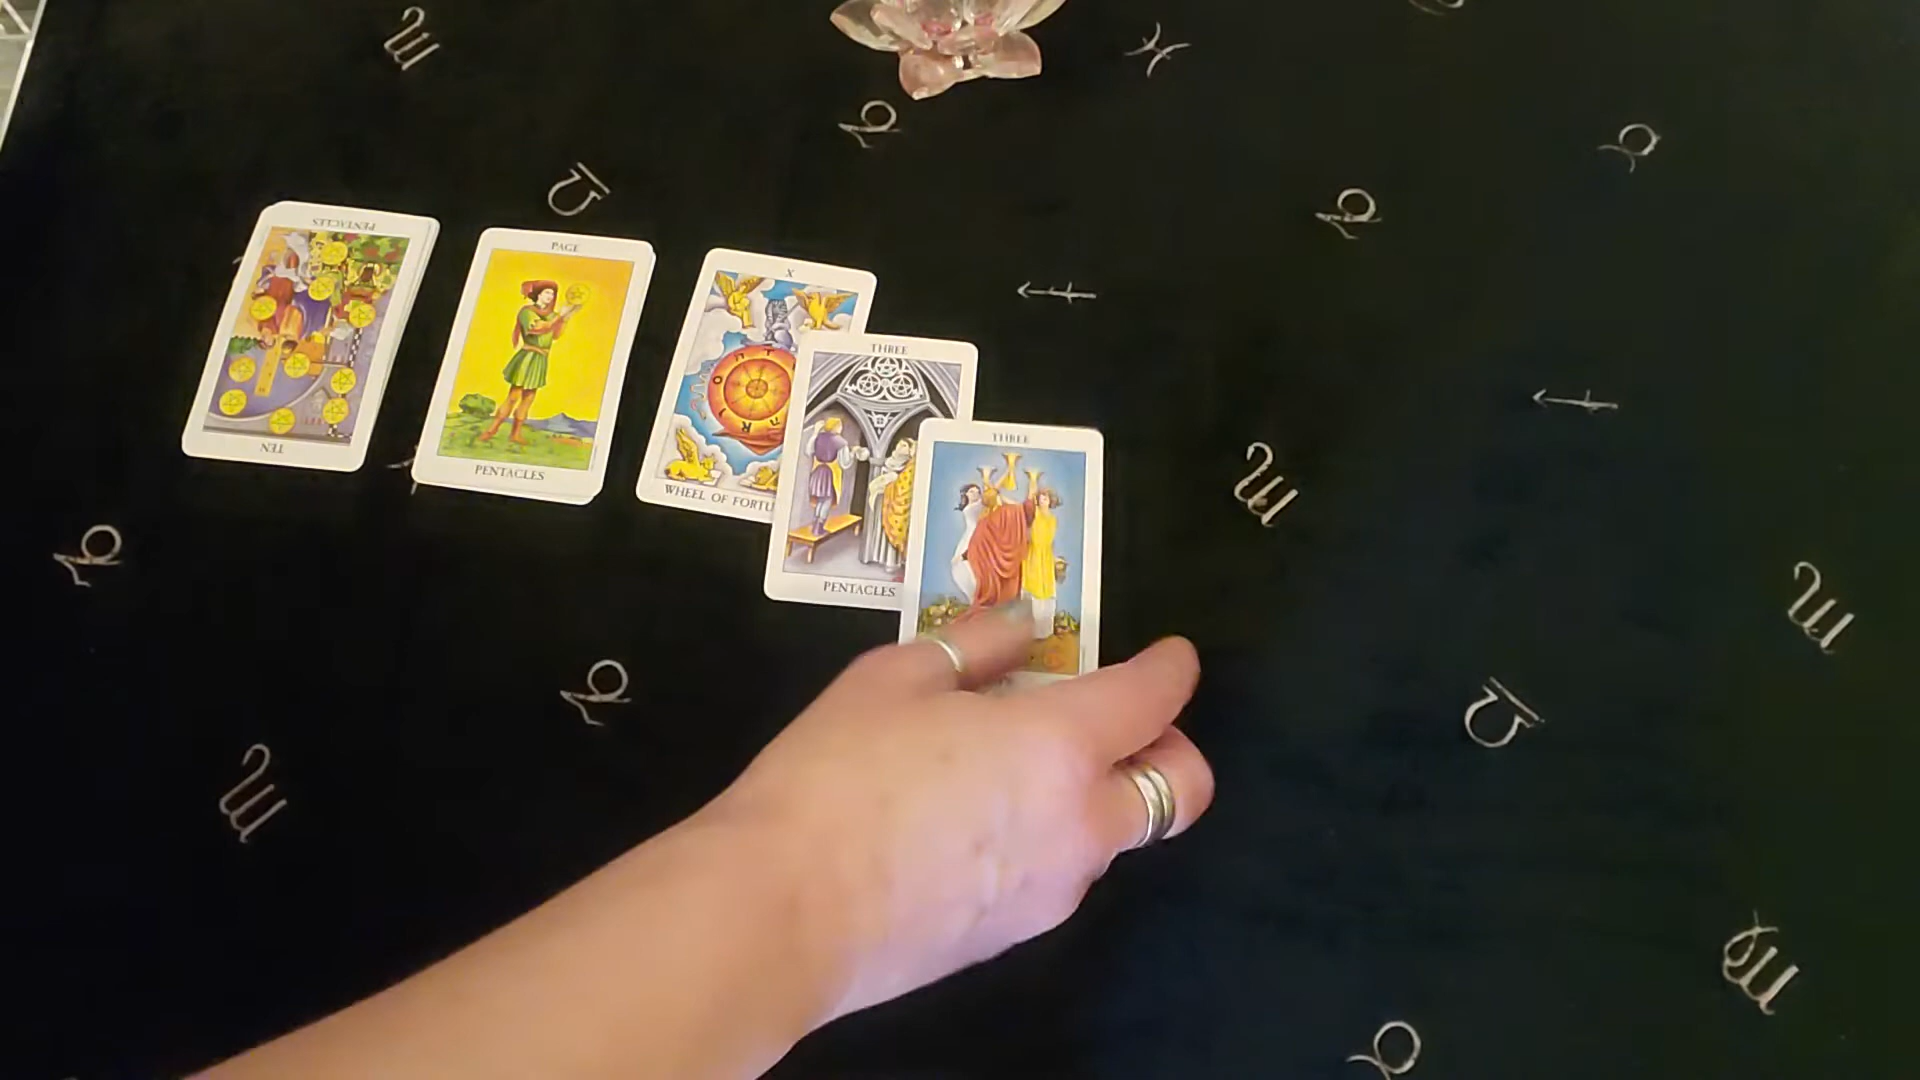 PENTACLES
TEN
PAGE
PENTACLES
X
WHEEL OF FORTU
THREE
PENTACLES
THREE